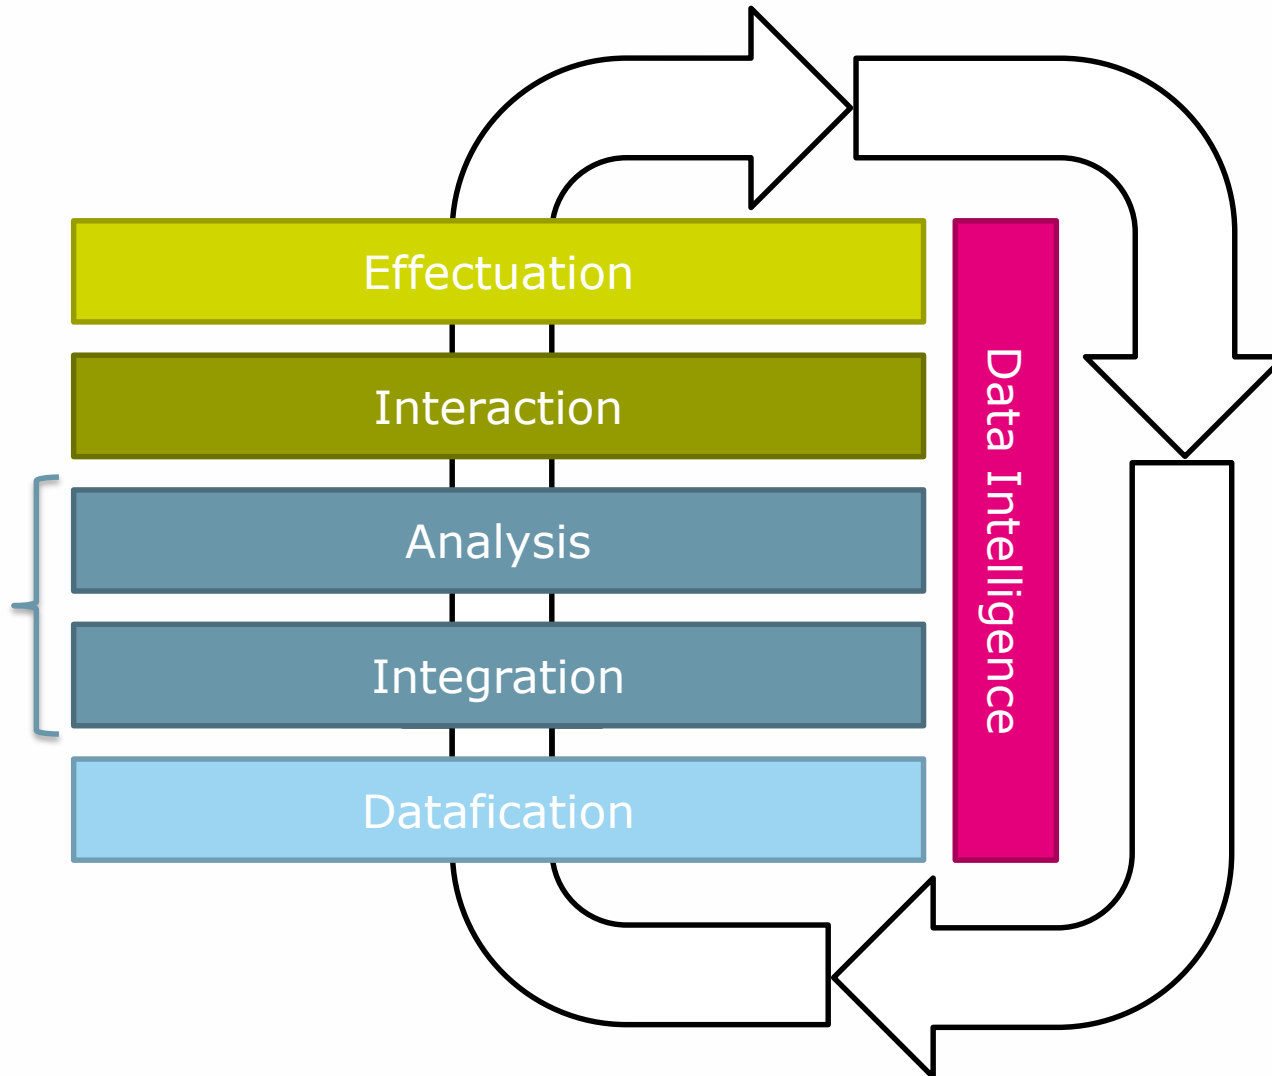 Effectuation
Interaction
Analysis
Integration
Datafication
Data Intelligence